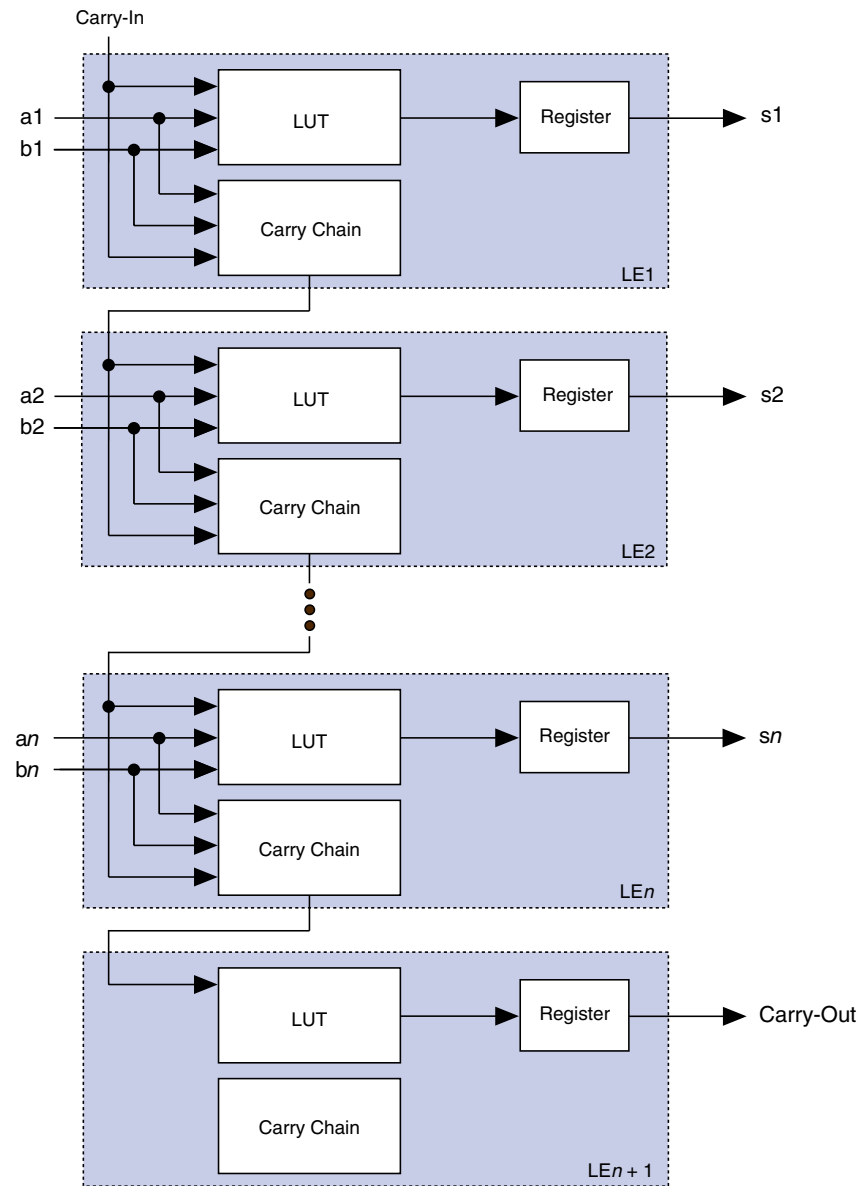 Carry-In
a1
b1
LUT
Register
s1
Carry Chain
LE1
a2
b2
LUT
Register
s2
Carry Chain
LE2
an
bn
LUT
Register
sn
Carry Chain
LEn
LUT
Register
Carry-Out
Carry Chain
LEn + 1